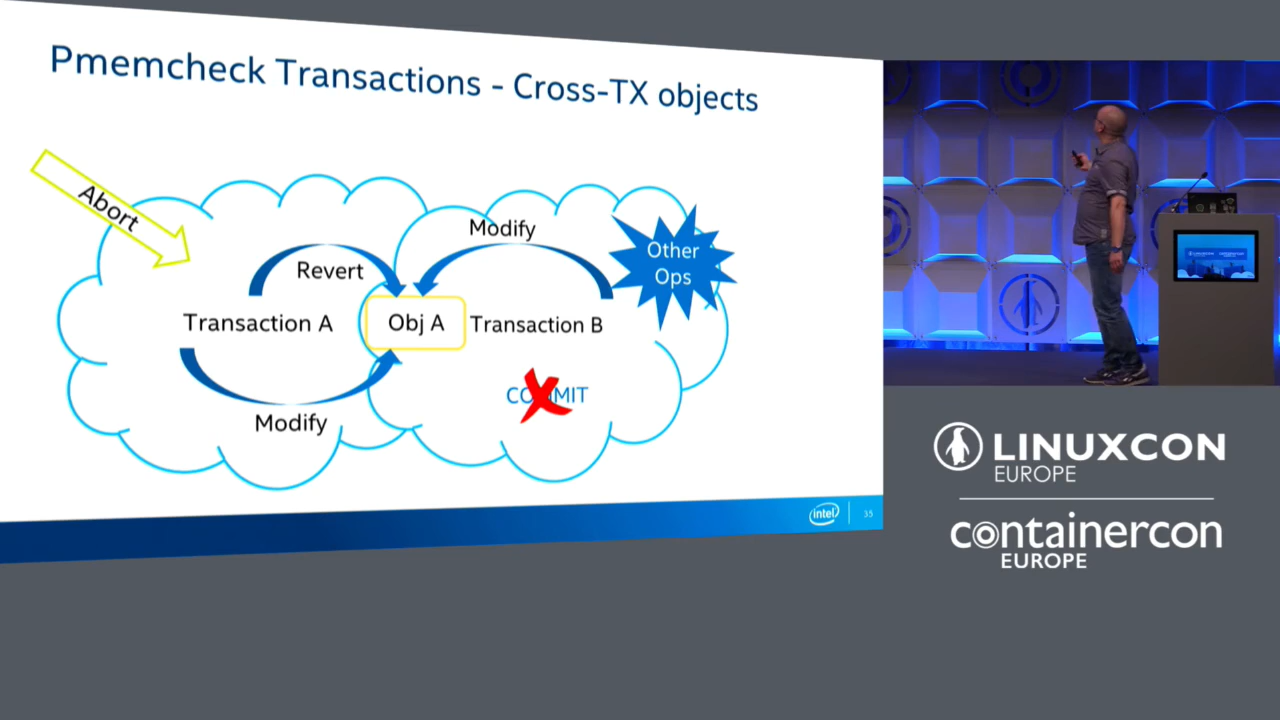 Pmemcheck Transactions - Cross-TX objects
Abort
Modify
Other
Ops
Revert
Transaction A
Obj A
Transaction B
COMMIT
Modify
intel
35
LINUXCON
EUROPE
containercon
EUROPE